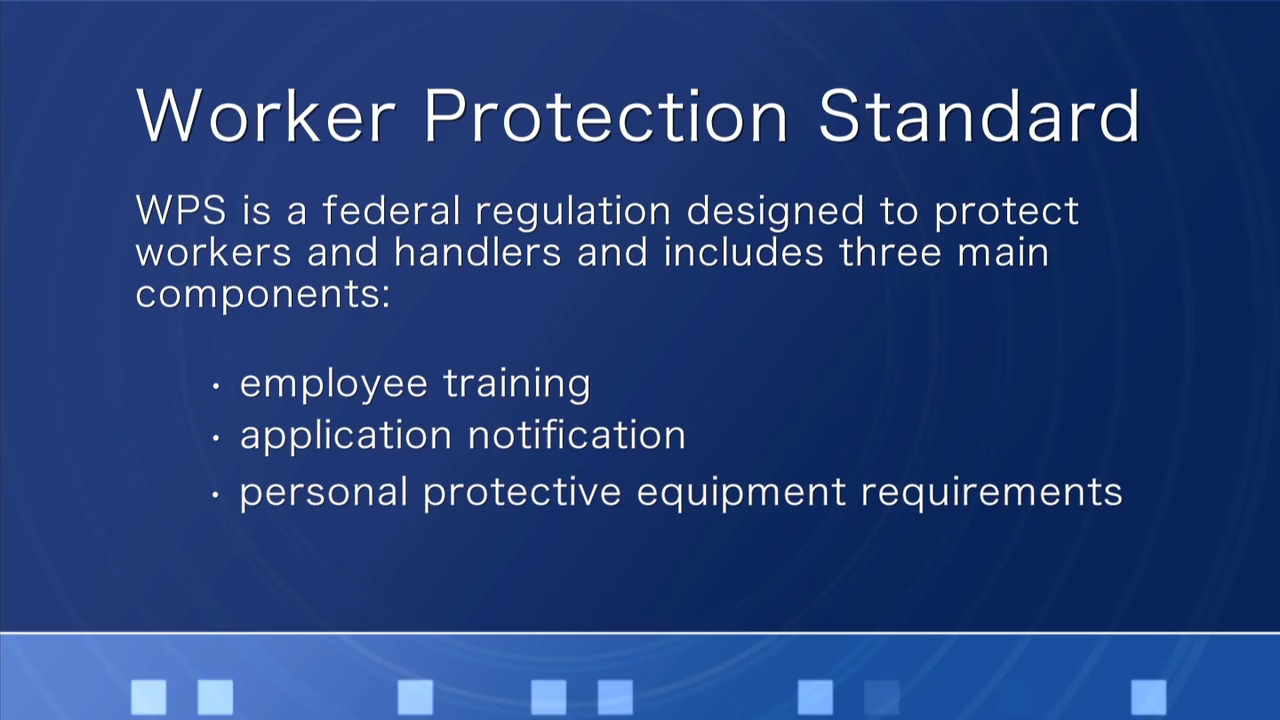 Worker Protection Standard
WPS is a federal regulation designed to protect
workers and handlers and includes three main
components:
· employee training
· application notification
· personal protective equipment requirements